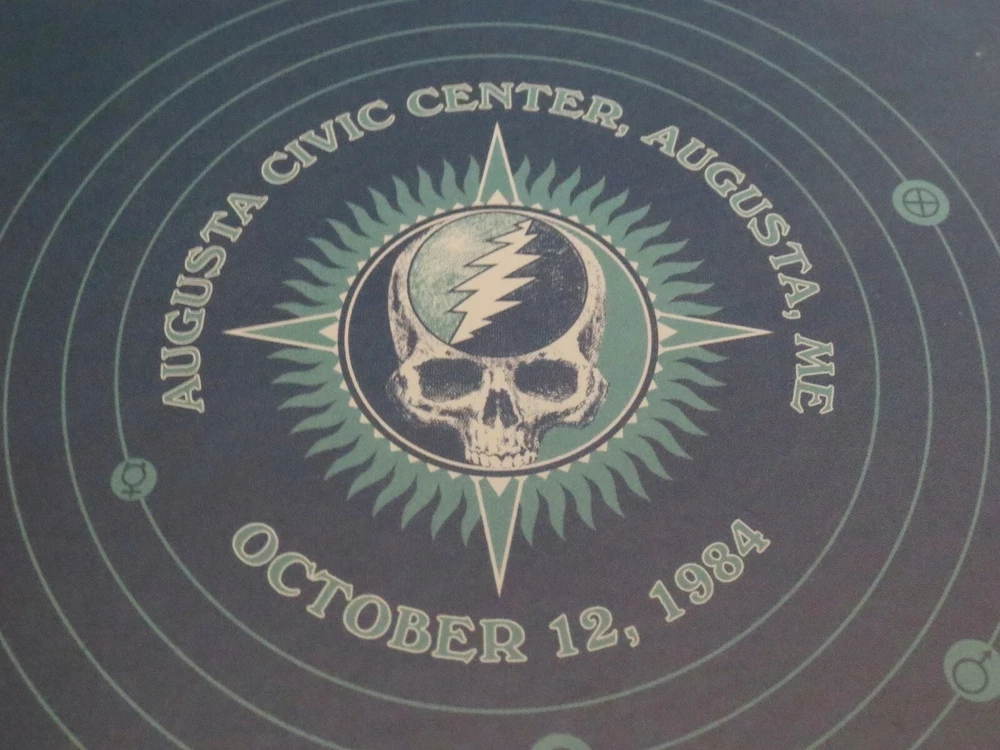 AUGUSTA CIVIC CENTER, AUGUSTA, ME
OCTOBER 12, 1984